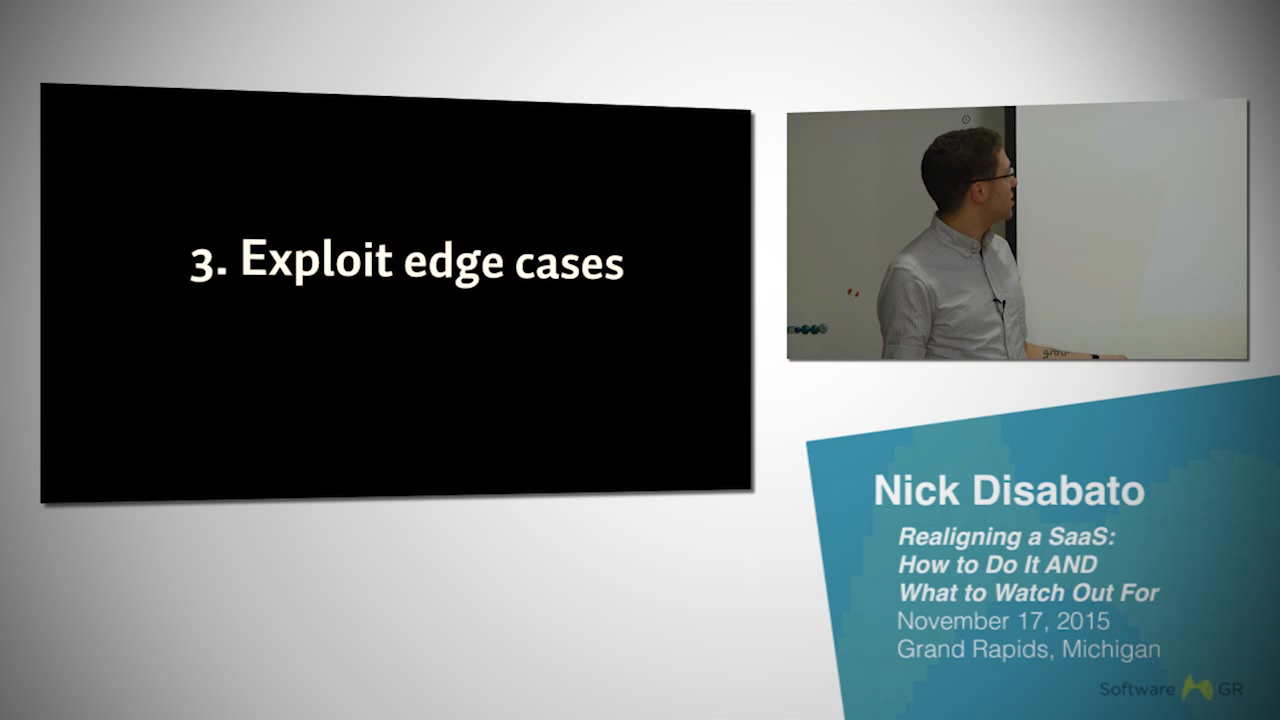 3. Exploit edge cases
Nick Disabato
Realigning a SaaS:
How to Do It AND
What to Watch Out For
November 17, 2015
Grand Rapids, Michigan
Software GR